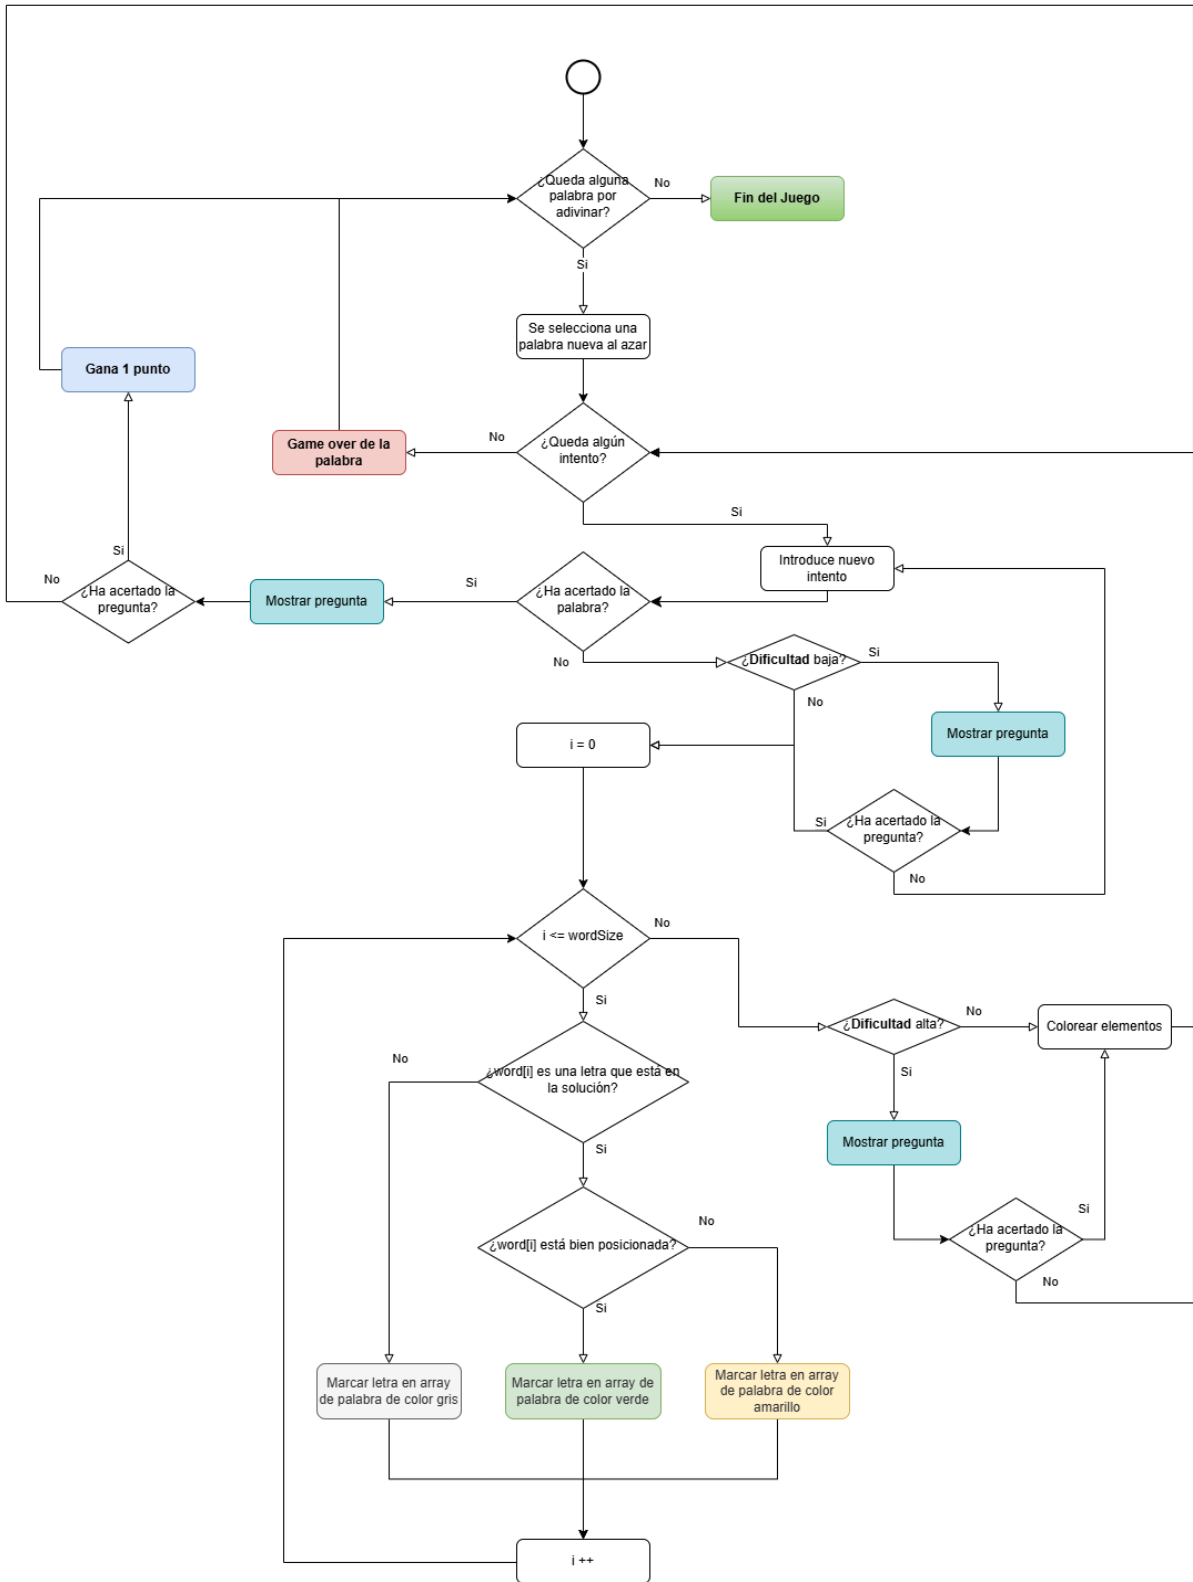 ¿Queda alguna
palabra por
adivinar?
No
Fin del Juego
Si
Se selecciona una
palabra nueva al azar
Gana 1 punto
¿Queda algún
intento?
No
Game over de la
palabra
Si
Introduce nuevo
intento
Si
No
¿Ha acertado la
pregunta?
Mostrar pregunta
Si
¿Ha acertado la
palabra?
No
¿Dificultad baja?
Si
No
Mostrar pregunta
i = 0
Si
¿Ha acertado la
pregunta?
No
i <= wordSize
No
Si
¿Dificultad alta?
No
Colorear elementos
Si
No
¿word[i] es una letra que está en
la solución?
Mostrar pregunta
Si
¿Ha acertado la
pregunta?
Si
No
¿word[i] está bien posicionada?
No
Si
Marcar letra en array
de palabra de color gris
Marcar letra en array de
palabra de color verde
Marcar letra en array
de palabra de color
amarillo
i ++